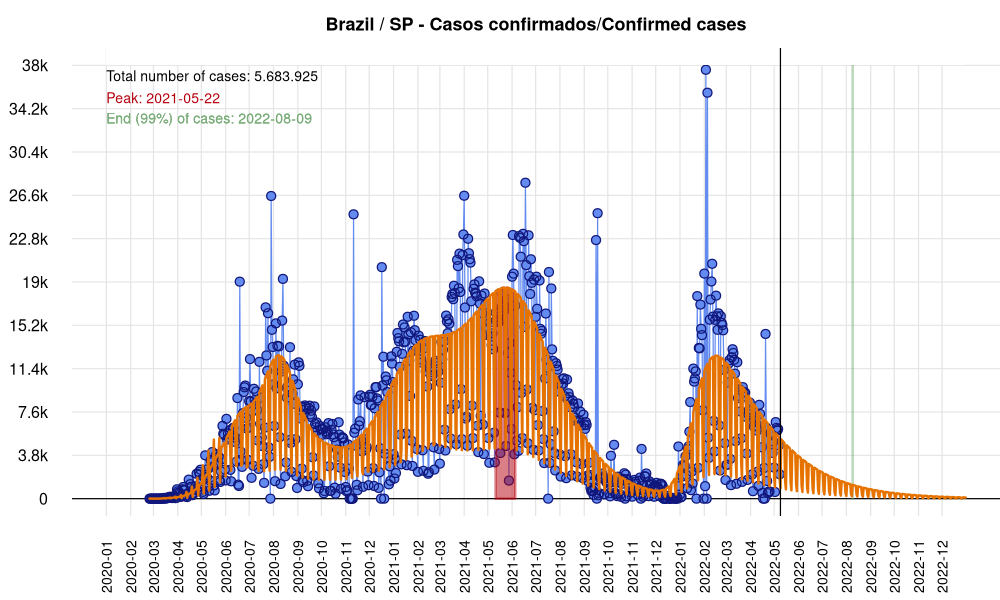 Brazil / SP - Casos confirmados/Confirmed cases
Total number of cases: 5.683.925
Peak: 2021-05-22
End (99%) of cases: 2022-08-09
38k
34.2k
30.4k
26.6k
22.8k
19k
15.2k
11.4k
7.6k
3.8k
0
2020-01
2020-02
2020-03
2020-04
2020-05
2020-06
2020-07
2020-08
2020-09
2020-10
2020-11
2020-12
2021-01
2021-02
2021-03
2021-04
2021-05
2021-06
2021-07
2021-08
2021-09
2021-10
2021-11
2021-12
2022-01
2022-02
2022-03
2022-04
2022-05
2022-06
2022-07
2022-08
2022-09
2022-10
2022-11
2022-12